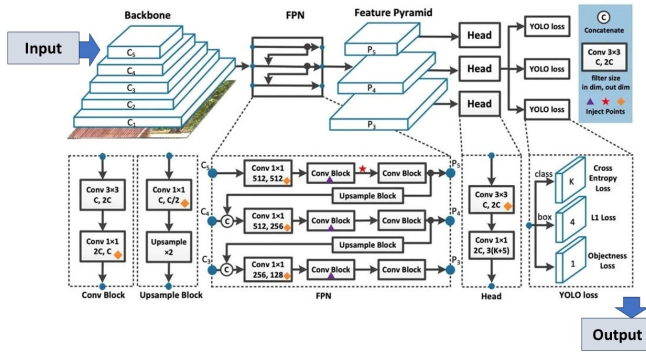 Input
Backbone
C5
C4
C3
C2
C1
FPN
Feature Pyramid
P5
P4
P3
Head
Head
Head
YOLO loss
YOLO loss
YOLO loss
C
Concatenate
Conv 3×3
C, 2C
filter size
in dim, out dim
Inject Points
Conv 3×3
C, 2C
Conv 1×1
2C, C
Conv Block
Conv 1×1
C, C/2
Upsample
×2
Upsample Block
C5
Conv 1×1
512, 512
Conv Block
Conv Block
P5
Upsample Block
C4
C
Conv 1×1
512, 256
Conv Block
Conv Block
P4
Upsample Block
C3
C
Conv 1×1
256, 128
Conv Block
Conv Block
P3
FPN
Conv 3×3
C, 2C
Conv 1×1
2C, 3(K+5)
Head
class
K
Cross
Entropy
Loss
box
4
L1 Loss
1
Objectness
Loss
YOLO loss
Output